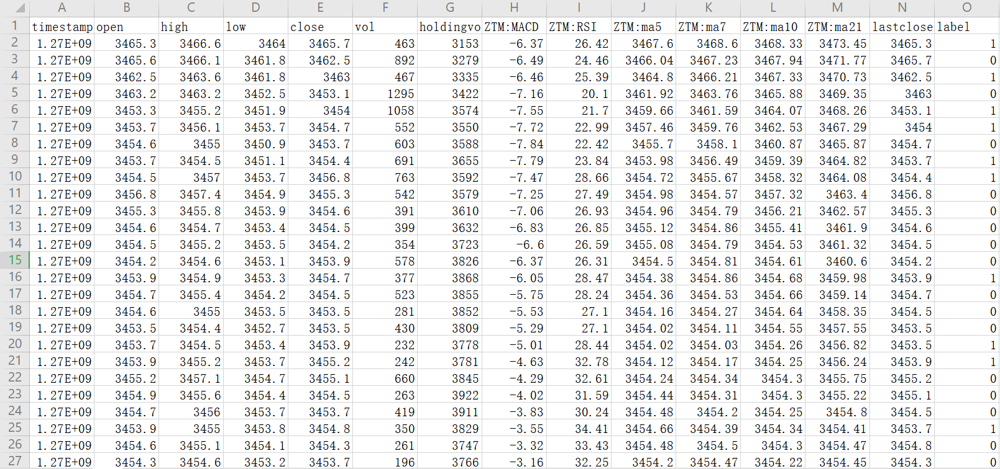 A B C D E F G H I J K L M N O
1 timestamp open high low close vol holdingvo ZTM:MACD ZTM:RSI ZTM:ma5 ZTM:ma7 ZTM:ma10 ZTM:ma21 lastclose label
2 1.27E+09 3465.3 3466.6 3464 3465.7 463 3153 -6.37 26.42 3467.6 3468.6 3468.33 3473.45 3465.3 1
3 1.27E+09 3465.6 3466.1 3461.8 3462.5 892 3279 -6.49 24.46 3466.04 3467.23 3467.94 3471.77 3465.7 0
4 1.27E+09 3462.5 3463.6 3461.8 3463 467 3335 -6.46 25.39 3464.8 3466.21 3467.33 3470.73 3462.5 1
5 1.27E+09 3463.2 3463.2 3452.5 3453.1 1295 3422 -7.16 20.1 3461.92 3463.76 3465.88 3469.35 3463 0
6 1.27E+09 3453.3 3455.2 3451.9 3454 1058 3574 -7.55 21.7 3459.66 3461.59 3464.07 3468.26 3453.1 1
7 1.27E+09 3453.7 3456.1 3453.7 3454.7 552 3550 -7.72 22.99 3457.46 3459.76 3462.53 3467.29 3454 1
8 1.27E+09 3454.6 3455 3450.9 3453.7 603 3588 -7.84 22.42 3455.7 3458.1 3460.87 3465.87 3454.7 0
9 1.27E+09 3453.7 3454.5 3451.1 3454.4 691 3655 -7.79 23.84 3453.98 3456.49 3459.39 3464.82 3453.7 1
10 1.27E+09 3454.5 3457 3453.7 3456.8 763 3592 -7.47 28.66 3454.72 3455.67 3458.32 3464.08 3454.4 1
11 1.27E+09 3456.8 3457.4 3454.9 3455.3 542 3579 -7.25 27.49 3454.98 3454.57 3457.32 3463.4 3456.8 0
12 1.27E+09 3455.3 3455.8 3453.9 3454.6 391 3610 -7.06 26.93 3454.96 3454.79 3456.21 3462.57 3455.3 0
13 1.27E+09 3454.6 3454.7 3453.4 3454.5 399 3632 -6.83 26.85 3455.12 3454.86 3455.41 3461.9 3454.6 0
14 1.27E+09 3454.5 3455.2 3453.5 3454.2 354 3723 -6.6 26.59 3455.08 3454.79 3454.53 3461.32 3454.5 0
15 1.27E+09 3454.2 3454.6 3453.1 3453.9 578 3826 -6.37 26.31 3454.5 3454.81 3454.61 3460.6 3454.2 0
16 1.27E+09 3453.9 3454.9 3453.3 3454.7 377 3868 -6.05 28.47 3454.38 3454.86 3454.68 3459.98 3453.9 1
17 1.27E+09 3454.7 3455.4 3454.2 3454.5 523 3855 -5.75 28.24 3454.36 3454.53 3454.66 3459.14 3454.7 0
18 1.27E+09 3454.6 3455 3453.5 3453.5 281 3852 -5.53 27.1 3454.16 3454.27 3454.64 3458.35 3454.5 0
19 1.27E+09 3453.5 3454.4 3452.7 3453.5 430 3809 -5.29 27.1 3454.02 3454.11 3454.55 3457.55 3453.5 0
20 1.27E+09 3453.7 3454.5 3453.4 3453.9 232 3778 -5.01 28.44 3454.02 3454.03 3454.26 3456.82 3453.5 1
21 1.27E+09 3453.9 3455.2 3453.7 3455.2 242 3781 -4.63 32.78 3454.12 3454.17 3454.25 3456.24 3453.9 1
22 1.27E+09 3455.2 3457.1 3454.7 3455.1 660 3845 -4.29 32.61 3454.24 3454.34 3454.3 3455.75 3455.2 0
23 1.27E+09 3454.9 3455.6 3454.4 3454.5 263 3922 -4.02 31.59 3454.44 3454.31 3454.3 3455.22 3455.1 0
24 1.27E+09 3454.7 3456 3453.7 3453.7 419 3911 -3.83 30.24 3454.48 3454.2 3454.25 3454.8 3454.5 0
25 1.27E+09 3453.9 3455 3453.8 3454.8 350 3829 -3.55 34.41 3454.66 3454.39 3454.34 3454.41 3453.7 1
26 1.27E+09 3454.6 3455.1 3454.1 3454.3 261 3747 -3.32 33.43 3454.48 3454.5 3454.3 3454.47 3454.8 0
27 1.27E+09 3454.3 3454.6 3453.2 3453.7 196 3766 -3.16 32.25 3454.2 3454.47 3454.22 3454.45 3454.3 0